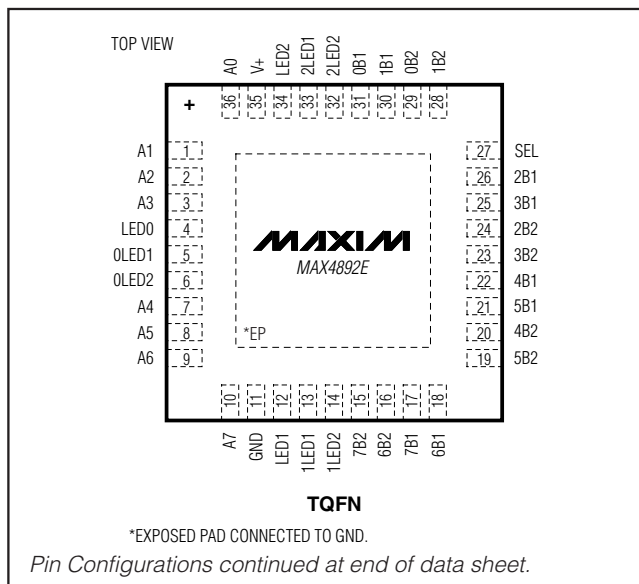 TOP VIEW
A0 V+ LED2 2LED1 2LED2 0B1 1B1 0B2 1B2
+ 36 35 34 33 32 31 30 29 28
A1 1 27 SEL
A2 2 26 2B1
A3 3 25 3B1
LED0 4 24 2B2
0LED1 5 23 3B2
0LED2 6 22 4B1
A4 7 21 5B1
A5 8 20 4B2
A6 9 19 5B2
MAXIM
MAX4892E
*EP
10 11 12 13 14 15 16 17 18
A7 GND LED1 1LED1 1LED2 7B2 6B2 7B1 6B1
TQFN
*EXPOSED PAD CONNECTED TO GND.
Pin Configurations continued at end of data sheet.